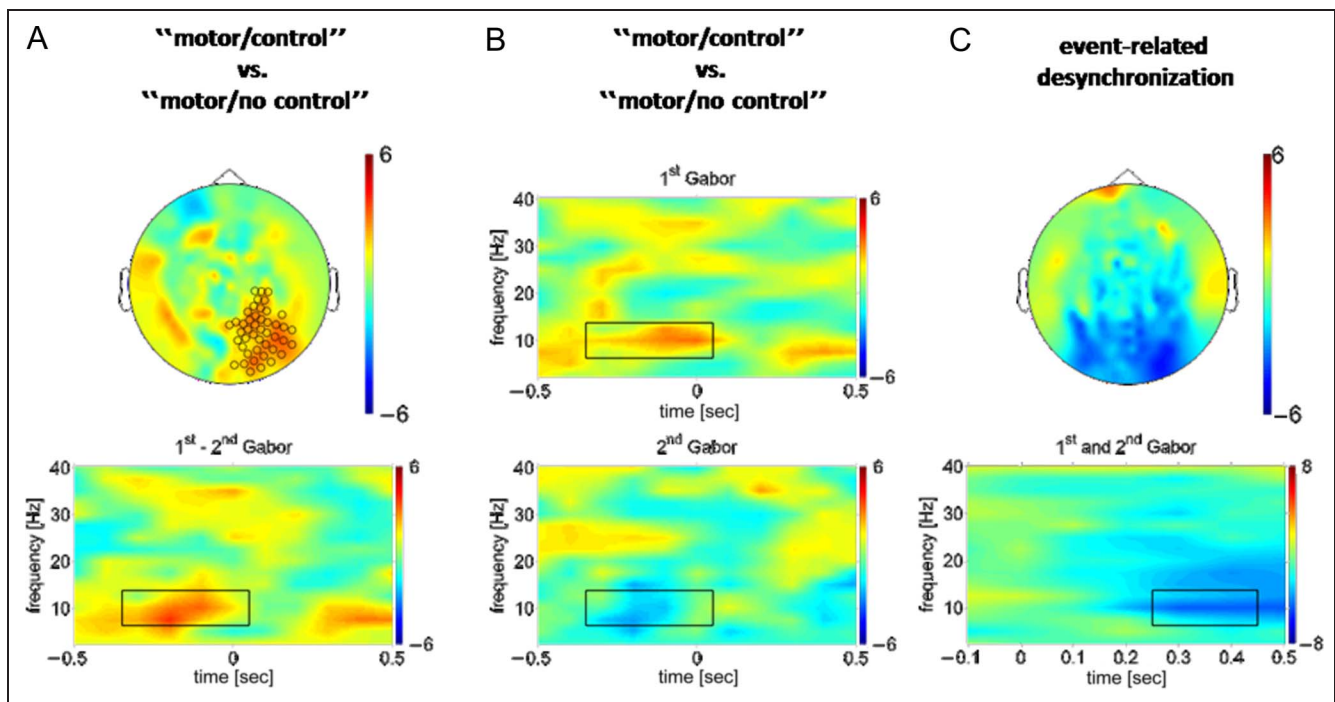 A
“motor/control”
vs.
“motor/no control”
6
−6
1st - 2nd Gabor
frequency [Hz]
40
30
20
10
6
−6
−0.5
0
0.5
time [sec]
B
“motor/control”
vs.
“motor/no control”
1st Gabor
frequency [Hz]
40
30
20
10
6
−6
−0.5
0
0.5
time [sec]
2nd Gabor
frequency [Hz]
40
30
20
10
6
−6
−0.5
0
0.5
time [sec]
C
event-related
desynchronization
6
−6
1st and 2nd Gabor
frequency [Hz]
40
30
20
10
8
−8
−0.1
0
0.1
0.2
0.3
0.4
0.5
time [sec]